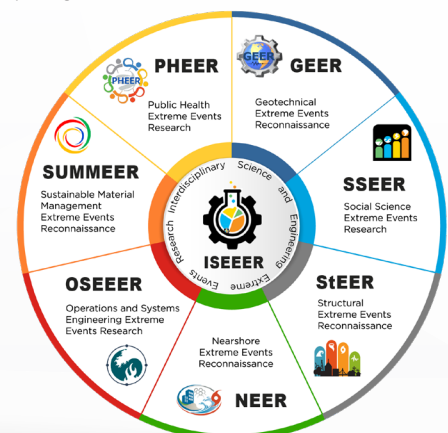 PHEER
PHEER
Public Health
Extreme Events
Research
GEER
GEER
Geotechnical
Extreme Events
Reconnaissance
SSEER
Social Science
Extreme Events
Research
StEER
Structural
Extreme Events
Reconnaissance
Nearshore
Extreme Events
Reconnaissance
NEER
OSEEER
Operations and Systems
Engineering Extreme
Events Research
SUMMEER
Sustainable Material
Management
Extreme Events
Reconnaissance
Interdisciplinary Science and Engineering Extreme Events Research
ISEEER